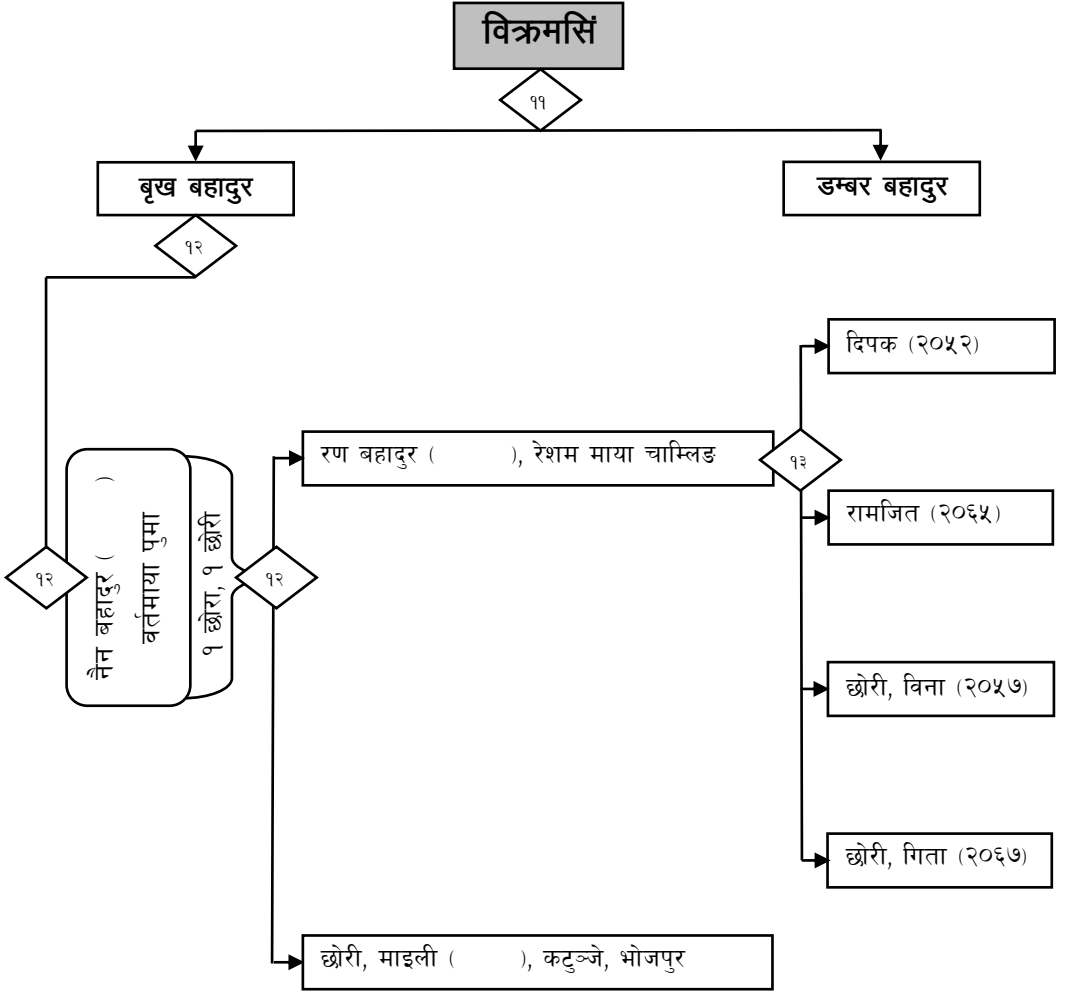 विक्रमसिं
११
बृख बहादुर
डम्बर बहादुर
१२
दिपक (२०५२)
रण बहादुर (          ), रेशम माया चाम्लिङ
१३
रामजित (२०६५)
१२
नैन बहादुर (          )
वर्तमाया पुमा
१ छोरा, १ छोरी
१२
छोरी, विना (२०५७)
छोरी, गिता (२०६७)
छोरी, माइली (          ), कटुञ्जे, भोजपुर